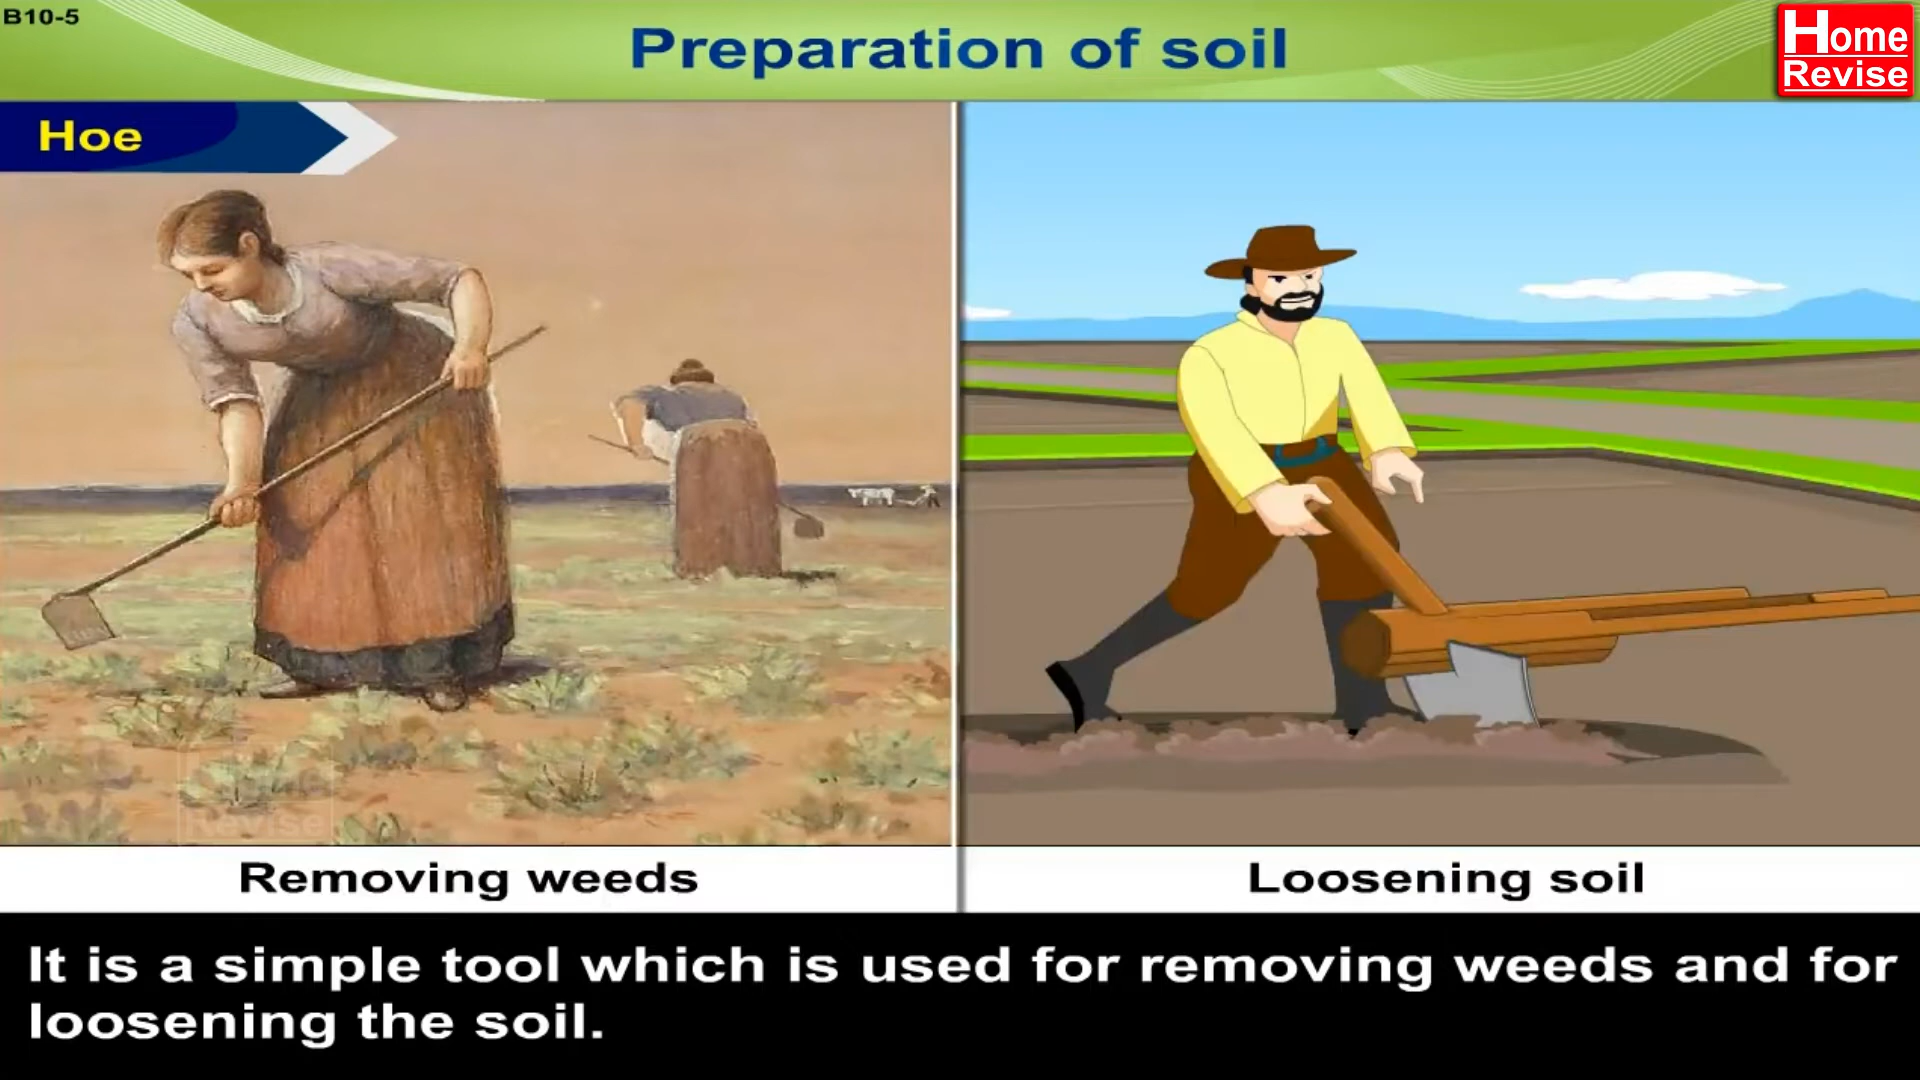 B10-5
Preparation of soil
Home
Revise
Hoe
Revise
Removing weeds
Loosening soil
It is a simple tool which is used for removing weeds and for
loosening the soil.